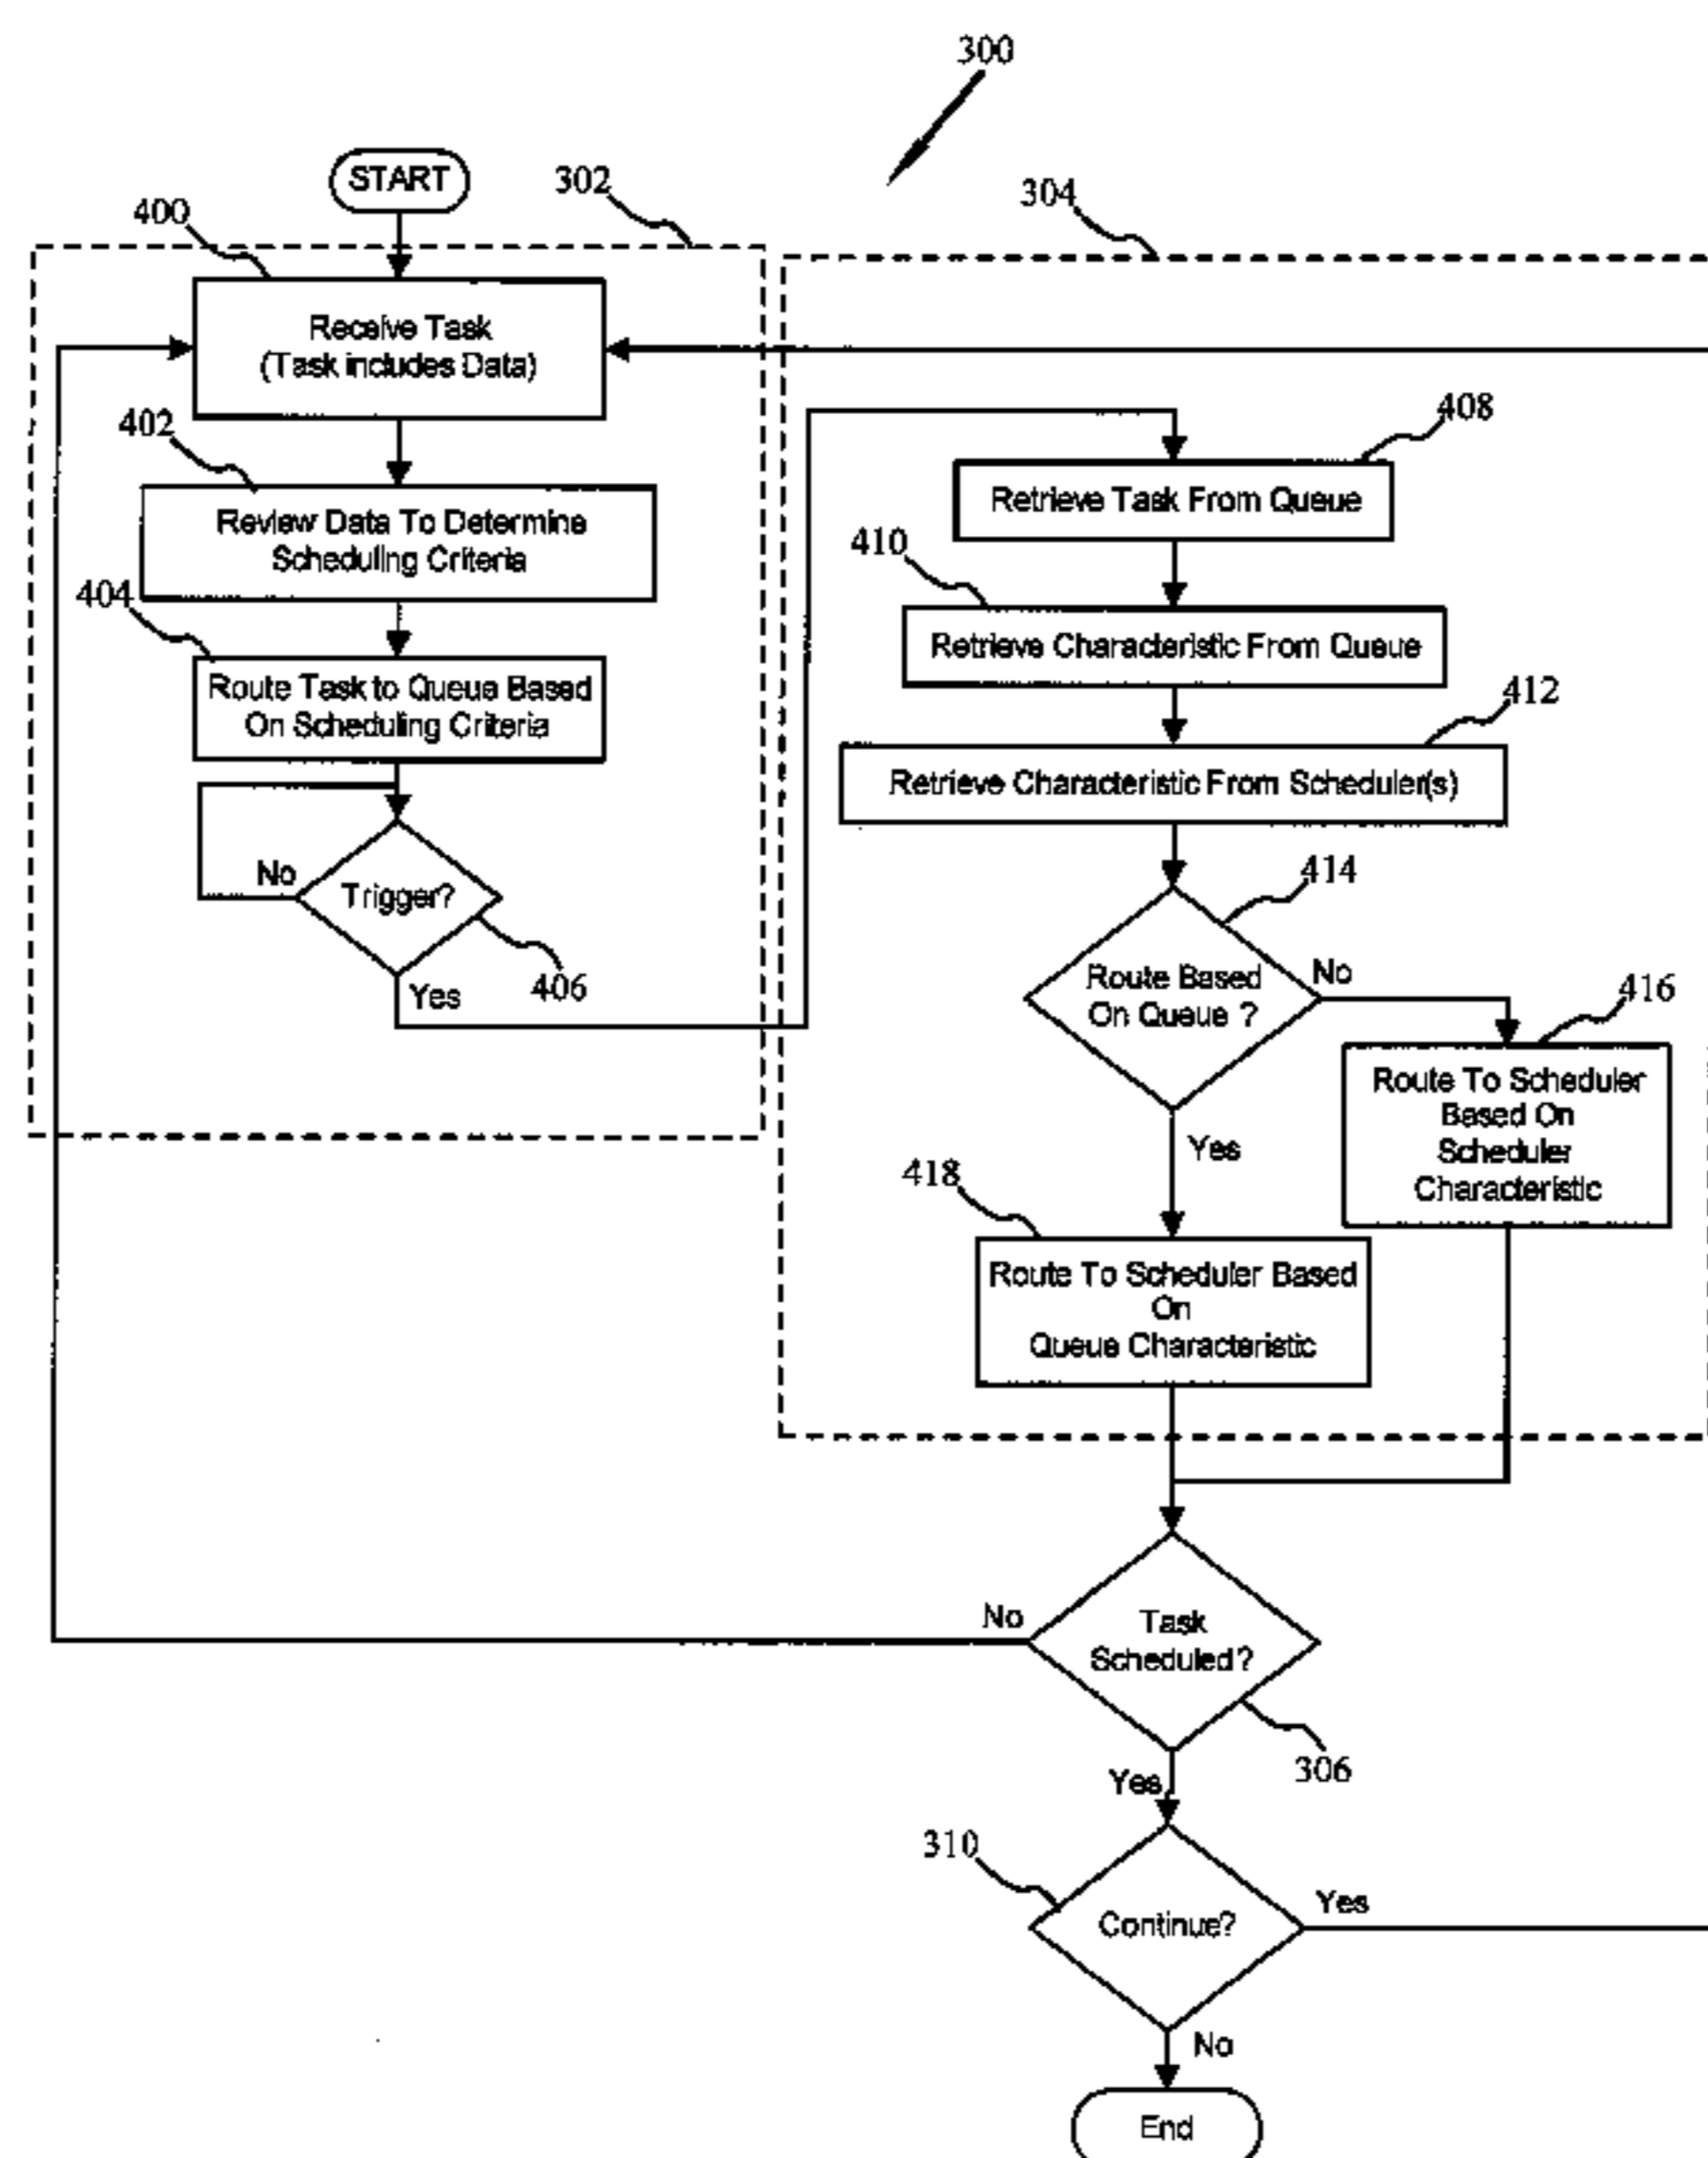 300
START
302
304
400
Receive Task
(Task includes Data)
402
408
Review Data To Determine
Scheduling Criteria
Retrieve Task From Queue
410
404
Retrieve Characteristic From Queue
Route Task to Queue Based
On Scheduling Criteria
412
Retrieve Characteristic From Scheduler(s)
No
Trigger?
414
406
Yes
Route Based
On Queue ?
No
416
Route To Scheduler
Based On
Scheduler
Characteristic
Yes
418
Route To Scheduler Based
On
Queue Characteristic
No
Task
Scheduled?
306
Yes
310
Continue?
Yes
No
End